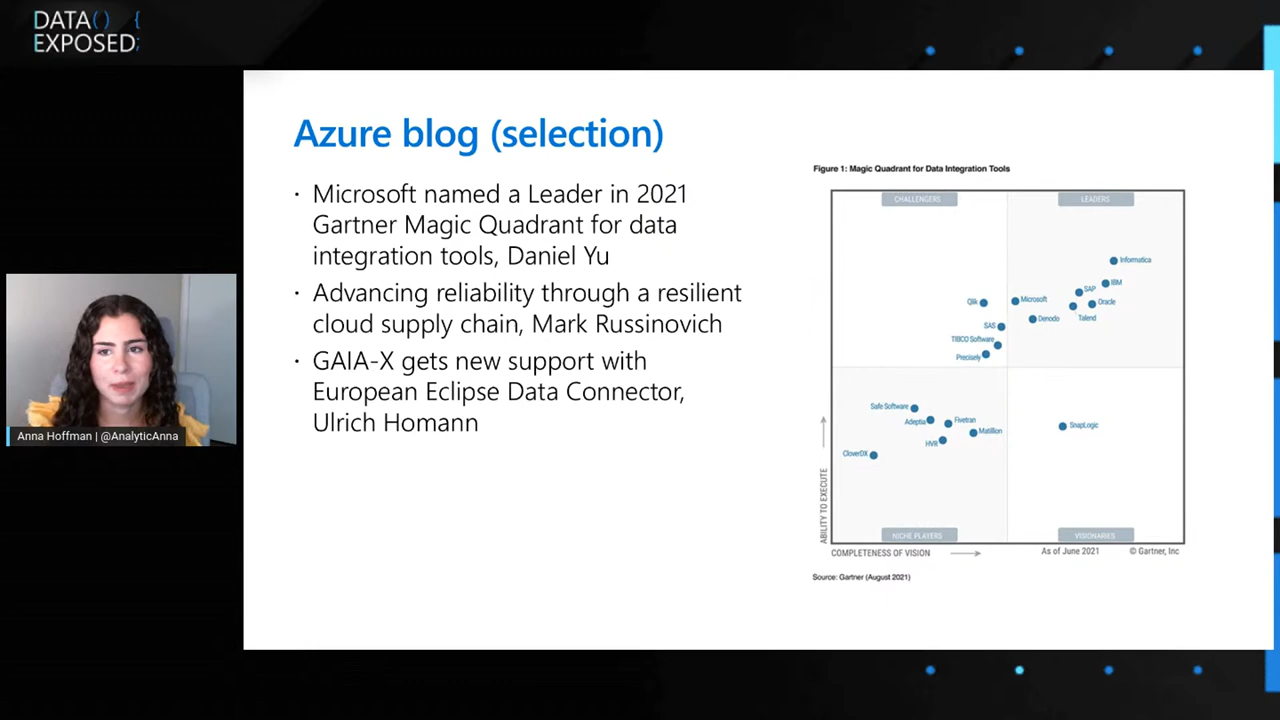 DATA() {
EXPOSED;
Azure blog (selection)
· Microsoft named a Leader in 2021
Gartner Magic Quadrant for data
integration tools, Daniel Yu
· Advancing reliability through a resilient
cloud supply chain, Mark Russinovich
· GAIA-X gets new support with
European Eclipse Data Connector,
Ulrich Homann
Anna Hoffman | @AnalyticAnna
Figure 1: Magic Quadrant for Data Integration Tools
CHALLENGERS
LEADERS
Informatica
IBM
SAP
Oracle
Talend
Microsoft
Denodo
Qlik
SAS
TIBCO Software
Precisely
Safe Software
Adeptia
Fivetran
Matillion
HVR
CloverDX
SnapLogic
NICHE PLAYERS
VISIONARIES
ABILITY TO EXECUTE
COMPLETENESS OF VISION
As of June 2021
© Gartner, Inc
Source: Gartner (August 2021)